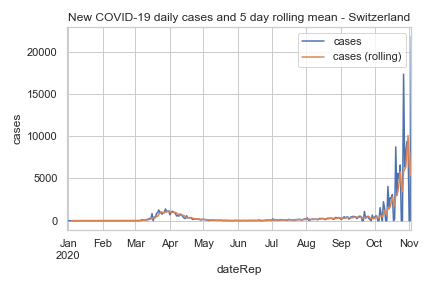 New COVID-19 daily cases and 5 day rolling mean - Switzerland
cases
cases (rolling)
20000
15000
10000
5000
0
cases
Jan Feb Mar Apr May Jun Jul Aug Sep Oct Nov
2020
dateRep